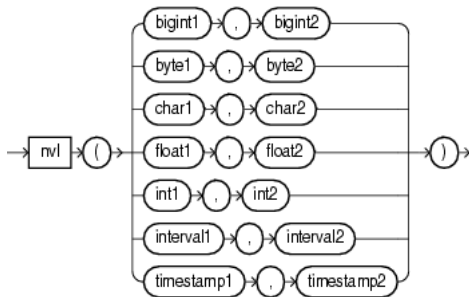 bigint1 , bigint2
byte1 , byte2
char1 , char2
nvl ( float1 , float2 )
int1 , int2
interval1 , interval2
timestamp1 , timestamp2